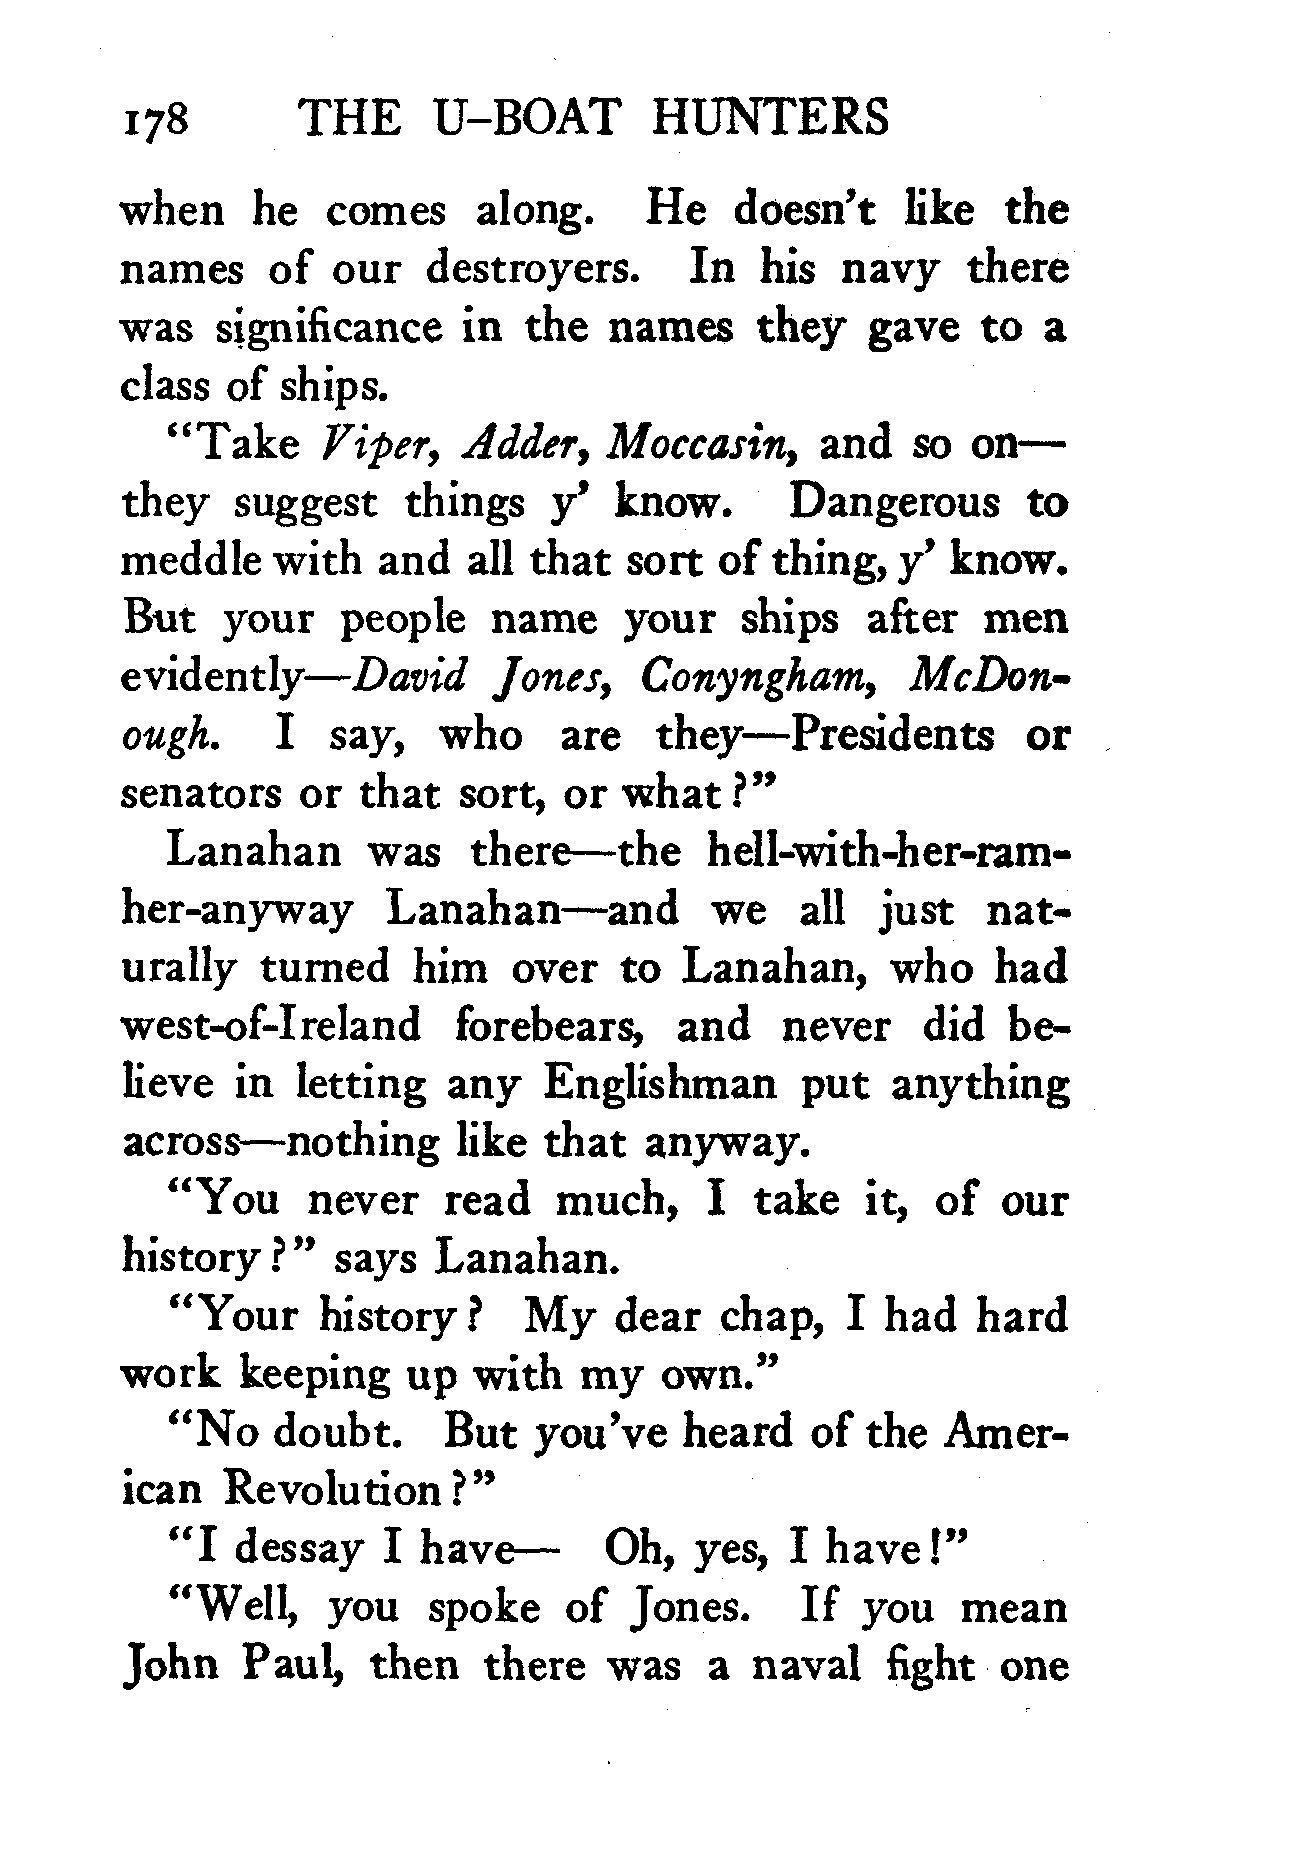 178 THE U-BOAT HUNTERS
when he comes along. He doesn't like the
names of our destroyers. In his navy there
was significance in the names they gave to a
class of ships.
"Take Viper, Adder, Moccasin, and so on—
they suggest things y' know. Dangerous to
meddle with and all that sort of thing, y' know.
But your people name your ships after men
evidently—David Jones, Conyngham, McDon-
ough. I say, who are they—Presidents or
senators or that sort, or what?"
Lanahan was there—the hell-with-her-ram-
her-anyway Lanahan—and we all just nat-
urally turned him over to Lanahan, who had
west-of-Ireland forebears, and never did be-
lieve in letting any Englishman put anything
across—nothing like that anyway.
"You never read much, I take it, of our
history?" says Lanahan.
"Your history? My dear chap, I had hard
work keeping up with my own."
"No doubt. But you've heard of the Amer-
ican Revolution?"
"I dessay I have— Oh, yes, I have!"
"Well, you spoke of Jones. If you mean
John Paul, then there was a naval fight one